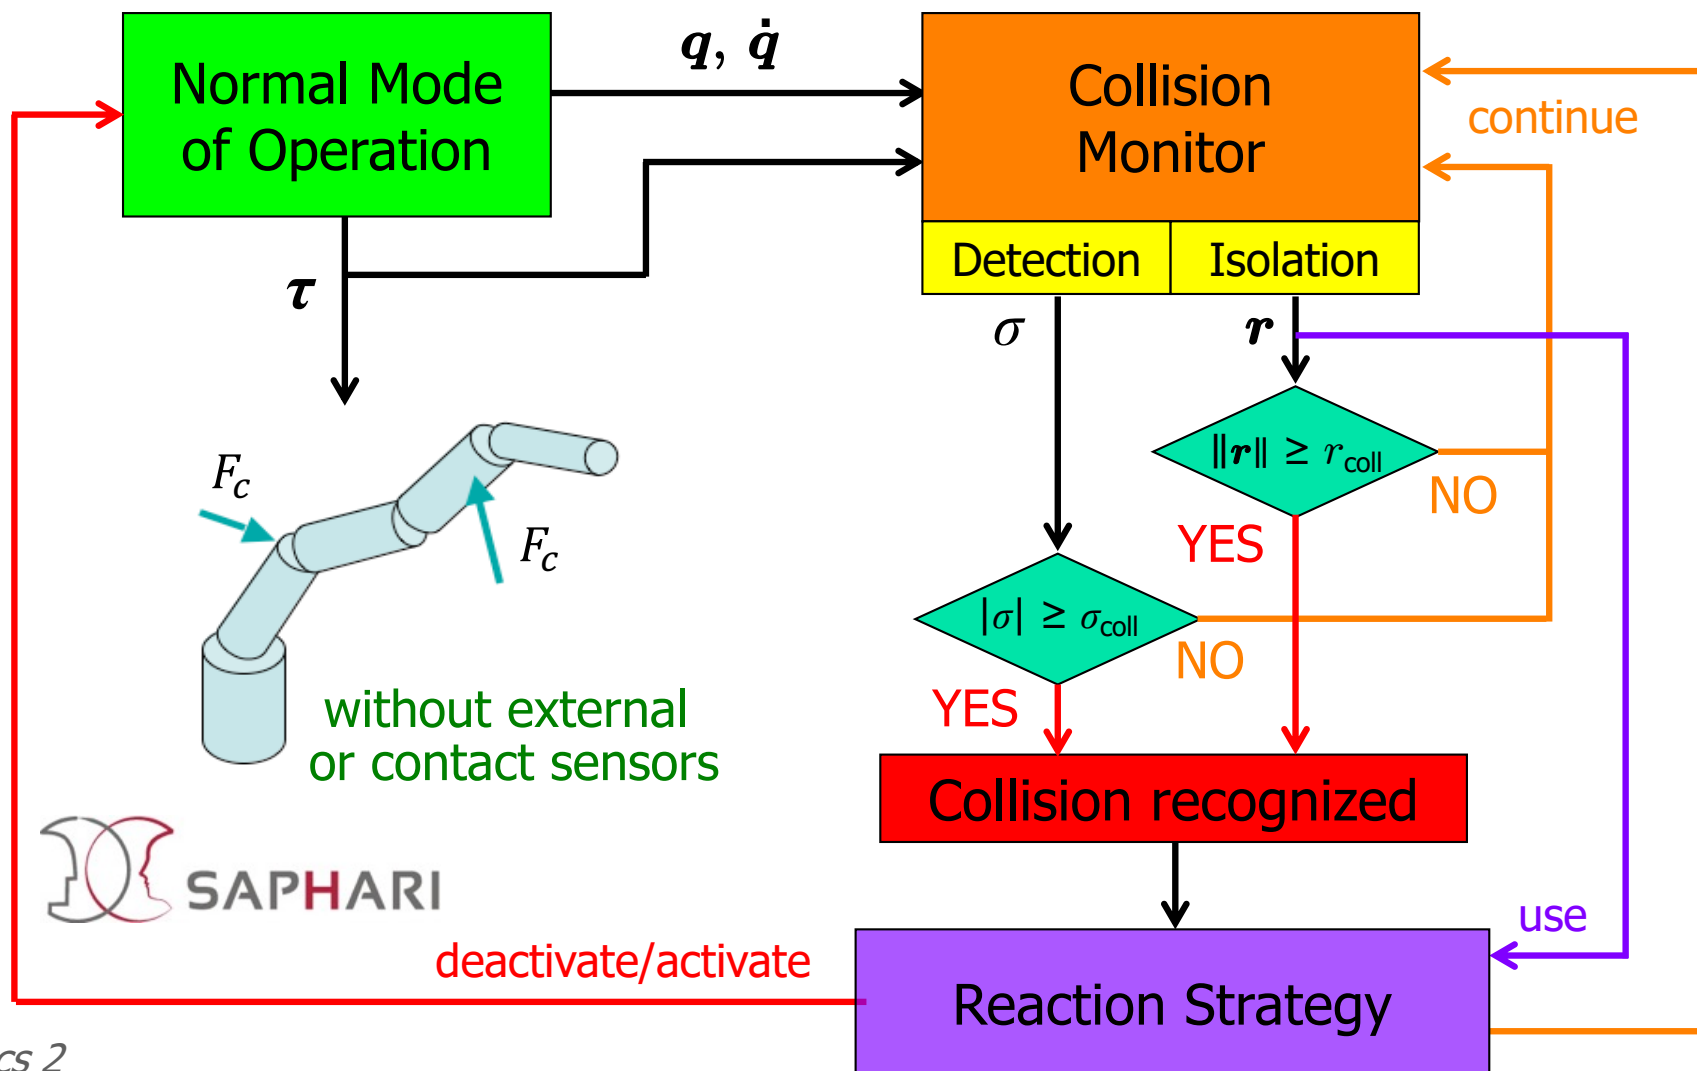 Normal Mode
of Operation
q, q̇
Collision
Monitor
continue
Detection
Isolation
τ
σ
r
‖r‖ ≥ r_coll
NO
YES
F_c
F_c
|σ| ≥ σ_coll
NO
YES
without external
or contact sensors
Collision recognized
SAPHARI
use
deactivate/activate
Reaction Strategy
cs 2